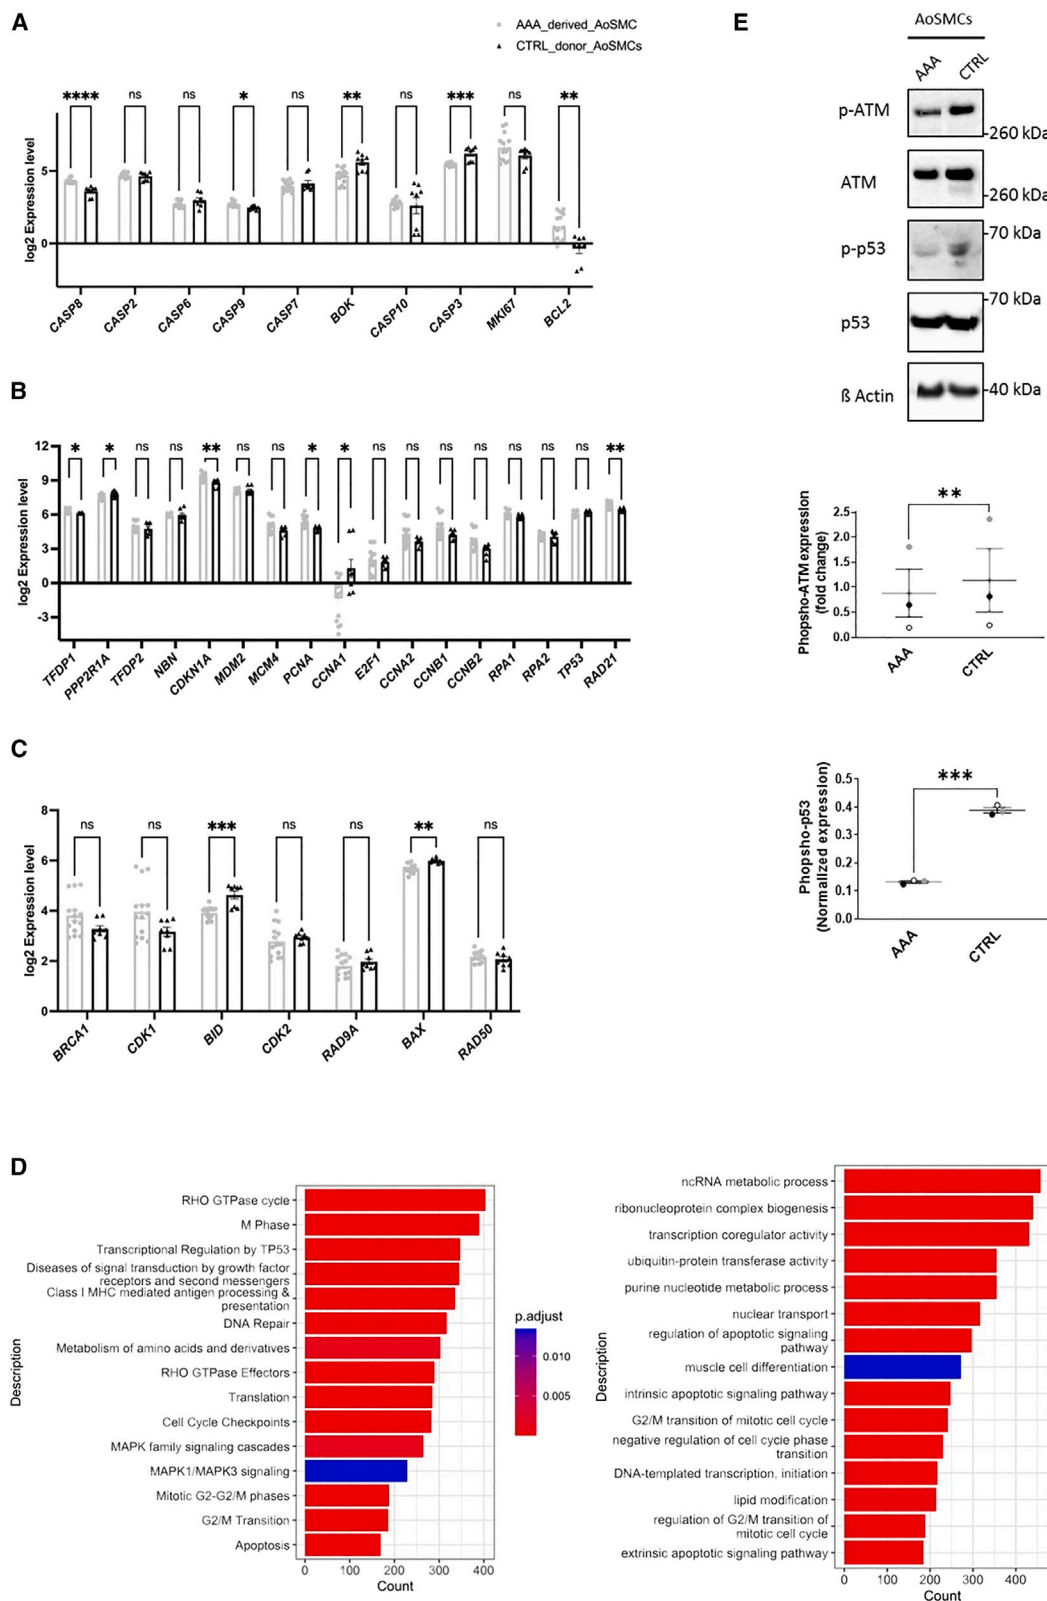 A
AAA_derived_AoSMC
CTRL_donor_AoSMCs
**** ns ns * ns ** ns *** ns **
log2 Expression level
5
0
CASP8 CASP2 CASP6 CASP9 CASP7 BOK CASP10 CASP3 MKI67 BCL2
B
* * ns ns ** ns ns * * ns ns ns ns ns ns ns **
log2 Expression level
12
9
6
3
0
-3
TFDP1 PPP2R1A TFDP2 NBN CDKN1A MDM2 MCM4 PCNA CCNA1 E2F1 CCNA2 CCNB1 CCNB2 RPA1 RPA2 TP53 RAD21
C
ns ns *** ns ns ** ns
log2 Expression level
8
6
4
2
0
BRCA1 CDK1 BID CDK2 RAD9A BAX RAD50
D
Description
RHO GTPase cycle
M Phase
Transcriptional Regulation by TP53
Diseases of signal transduction by growth factor
receptors and second messengers
Class I MHC mediated antigen processing &
presentation
DNA Repair
Metabolism of amino acids and derivatives
RHO GTPase Effectors
Translation
Cell Cycle Checkpoints
MAPK family signaling cascades
MAPK1/MAPK3 signaling
Mitotic G2-G2/M phases
G2/M Transition
Apoptosis
0 100 200 300 400
Count
p.adjust
0.010
0.005
Description
ncRNA metabolic process
ribonucleoprotein complex biogenesis
transcription coregulator activity
ubiquitin-protein transferase activity
purine nucleotide metabolic process
nuclear transport
regulation of apoptotic signaling
pathway
muscle cell differentiation
intrinsic apoptotic signaling pathway
G2/M transition of mitotic cell cycle
negative regulation of cell cycle phase
transition
DNA-templated transcription, initiation
lipid modification
regulation of G2/M transition of
mitotic cell cycle
extrinsic apoptotic signaling pathway
0 100 200 300 400
Count
E
AoSMCs
AAA CTRL
p-ATM
-260 kDa
ATM
-260 kDa
-70 kDa
p-p53
-70 kDa
p53
ß Actin -40 kDa
**
Phopsho-ATM expression
(fold change)
2.5
2.0
1.5
1.0
0.5
0.0
AAA CTRL
***
Phopsho-p53
(Normalized expression)
0.5
0.4
0.3
0.2
0.1
0.0
AAA CTRL